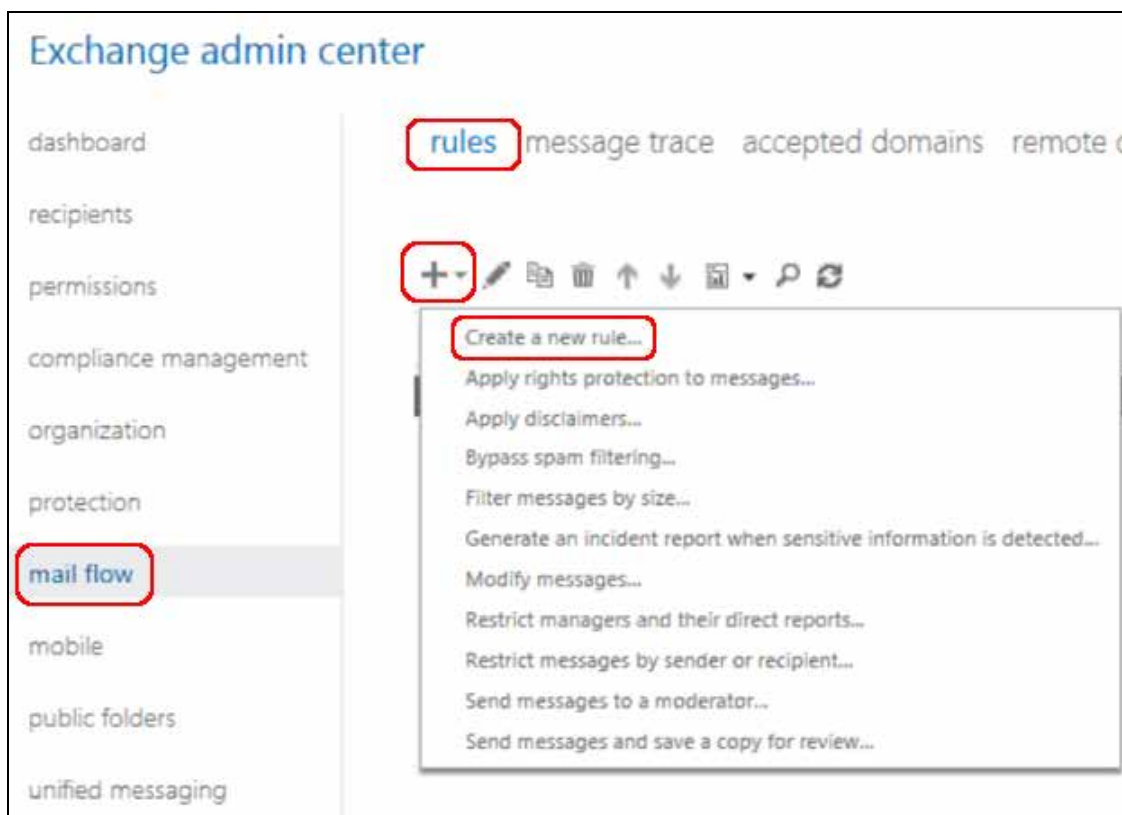 Exchange admin center
dashboard
recipients
permissions
compliance management
organization
protection
mail flow
mobile
public folders
unified messaging
rules message trace accepted domains remote
Create a new rule...
Apply rights protection to messages...
Apply disclaimers...
Bypass spam filtering...
Filter messages by size...
Generate an incident report when sensitive information is detected...
Modify messages...
Restrict managers and their direct reports...
Restrict messages by sender or recipient...
Send messages to a moderator...
Send messages and save a copy for review...